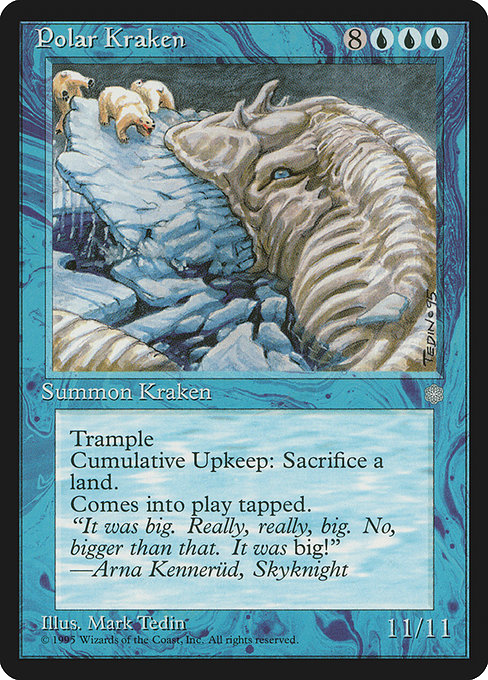 Polar Kraken 8
TEDIN © 95
Summon Kraken
Trample
Cumulative Upkeep: Sacrifice a
land.
Comes into play tapped.
“It was big. Really, really, big. No,
bigger than that. It was big!”
—Arna Kennerüd, Skyknight
Illus. Mark Tedin
11/11
© 1995 Wizards of the Coast, Inc. All rights reserved.